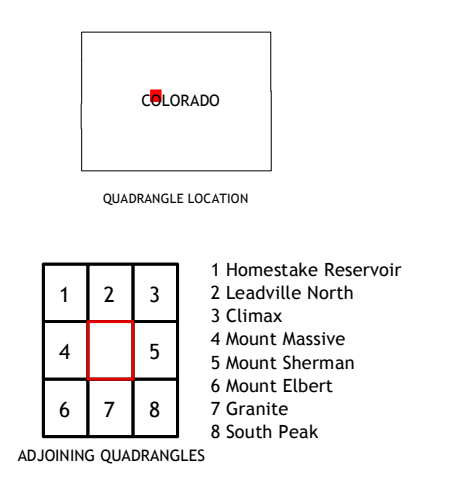 COLORADO
QUADRANGLE LOCATION
1 2 3
4 5
6 7 8
ADJOINING QUADRANGLES
1 Homestake Reservoir
2 Leadville North
3 Climax
4 Mount Massive
5 Mount Sherman
6 Mount Elbert
7 Granite
8 South Peak